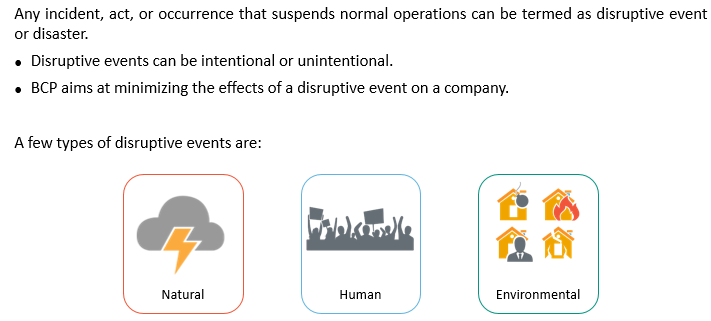 Any incident, act, or occurrence that suspends normal operations can be termed as disruptive event
or disaster.
• Disruptive events can be intentional or unintentional.
• BCP aims at minimizing the effects of a disruptive event on a company.
A few types of disruptive events are:
Natural
Human
Environmental